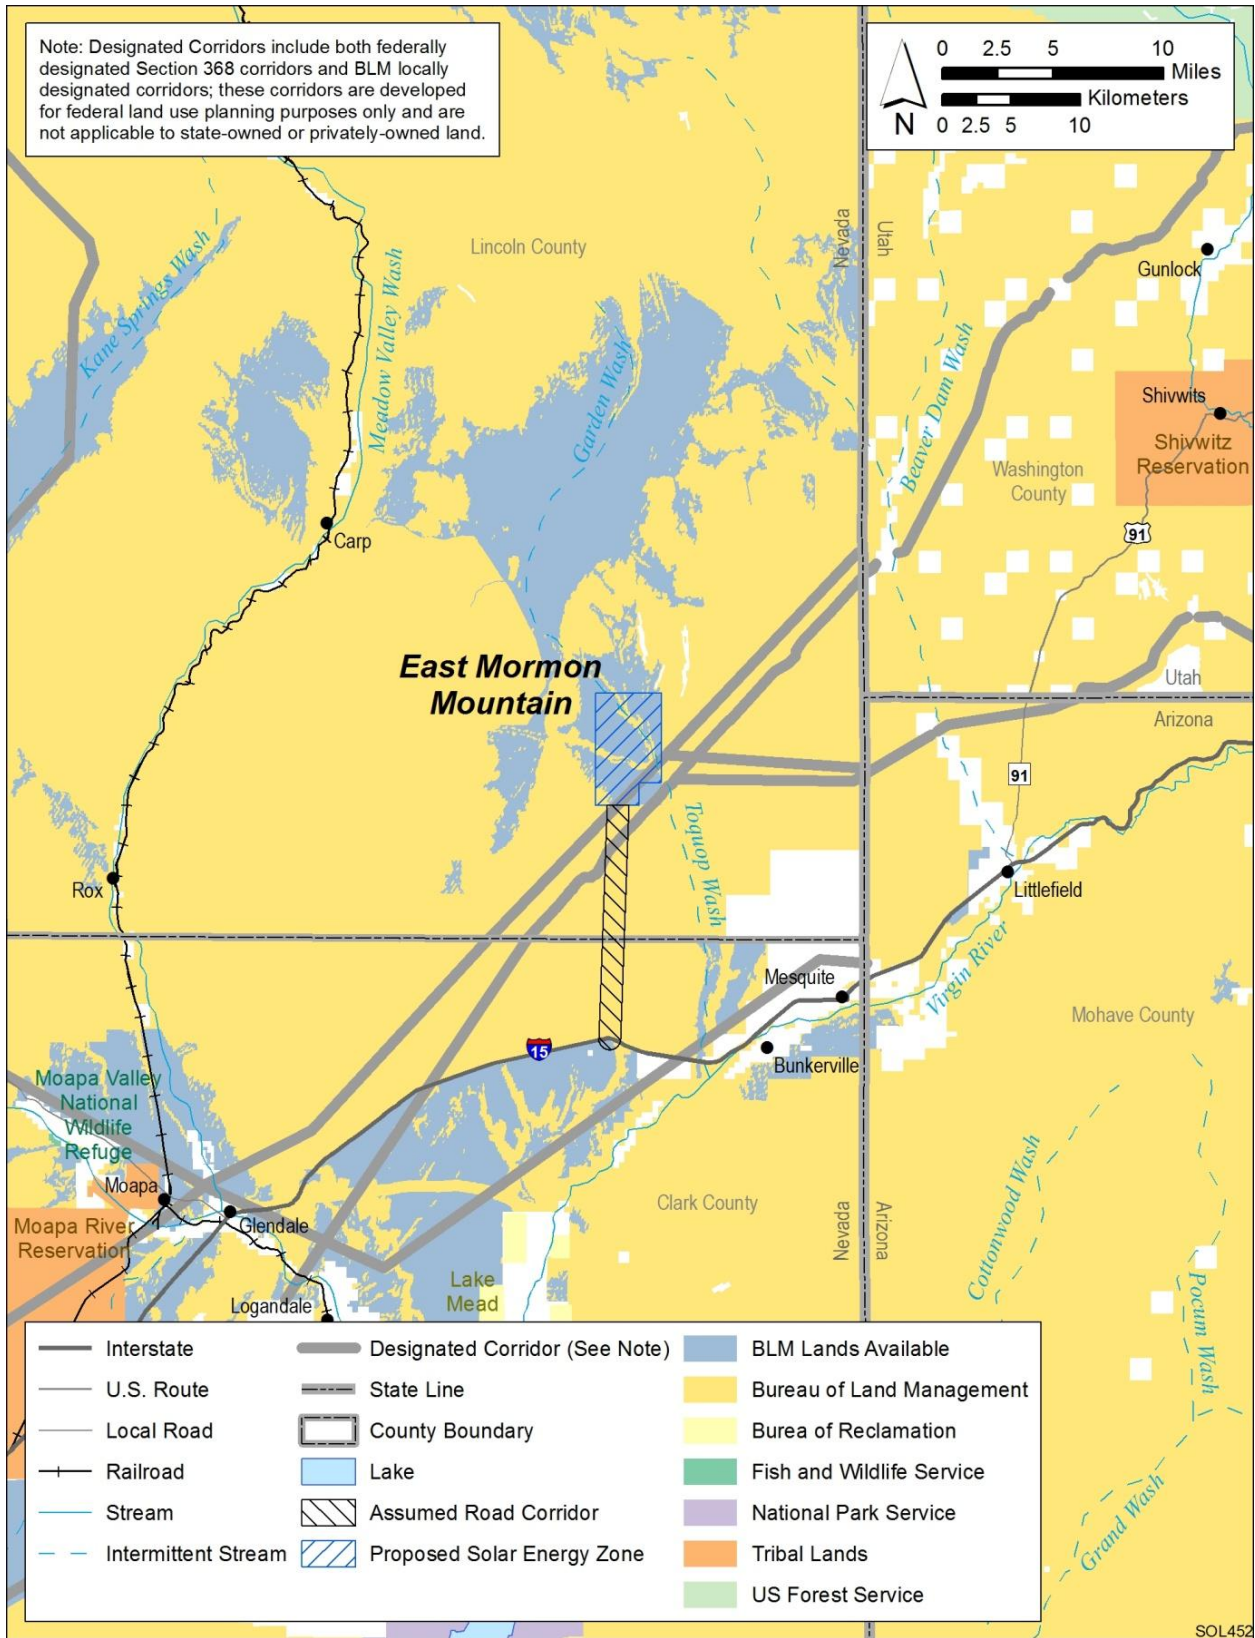 Note: Designated Corridors include both federally
designated Section 368 corridors and BLM locally
designated corridors; these corridors are developed
for federal land use planning purposes only and are
not applicable to state-owned or privately-owned land.
0 2.5 5 10
Miles
Kilometers
0 2.5 5 10
N
Nevada
Utah
Lincoln County
Kane Springs Wash
Meadow Valley Wash
Gunlock
Garden Wash
Beaver Dam Wash
Shivwits
Shivwitz
Reservation
Washington
County
91
Carp
East Mormon
Mountain
Utah
Arizona
91
Toquop Wash
Rox
Littlefield
Virgin River
Mesquite
Mohave County
15
Bunkerville
Moapa Valley
National
Wildlife
Refuge
Cottonwood Wash
Moapa
Clark County
Nevada
Arizona
Moapa River
Reservation
Glendale
Lake
Mead
Pocum Wash
Logandale
Grand Wash
Interstate
U.S. Route
Local Road
Railroad
Stream
Intermittent Stream
Designated Corridor (See Note)
State Line
County Boundary
Lake
Assumed Road Corridor
Proposed Solar Energy Zone
BLM Lands Available
Bureau of Land Management
Burea of Reclamation
Fish and Wildlife Service
National Park Service
Tribal Lands
US Forest Service
SOL452